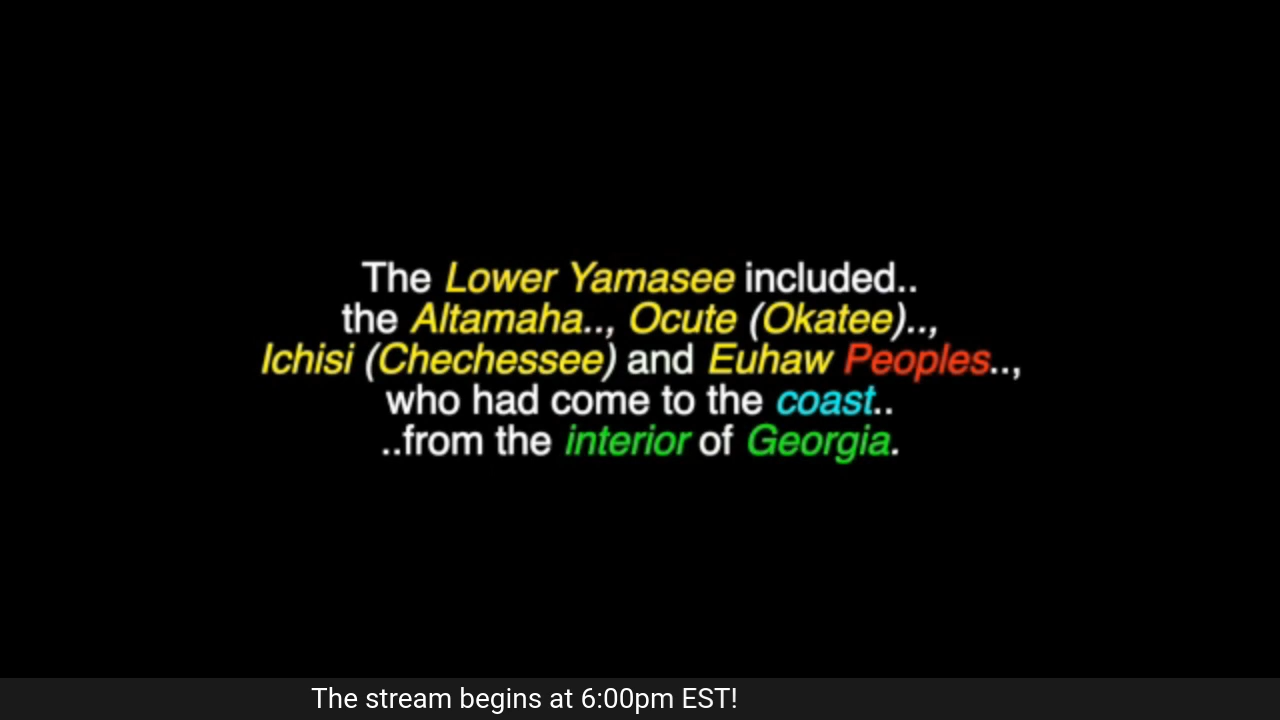 The Lower Yamasee included..
the Altamaha.., Ocute (Okatee)..,
Ichisi (Chechessee) and Euhaw Peoples..,
who had come to the coast..
..from the interior of Georgia.
The stream begins at 6:00pm EST!